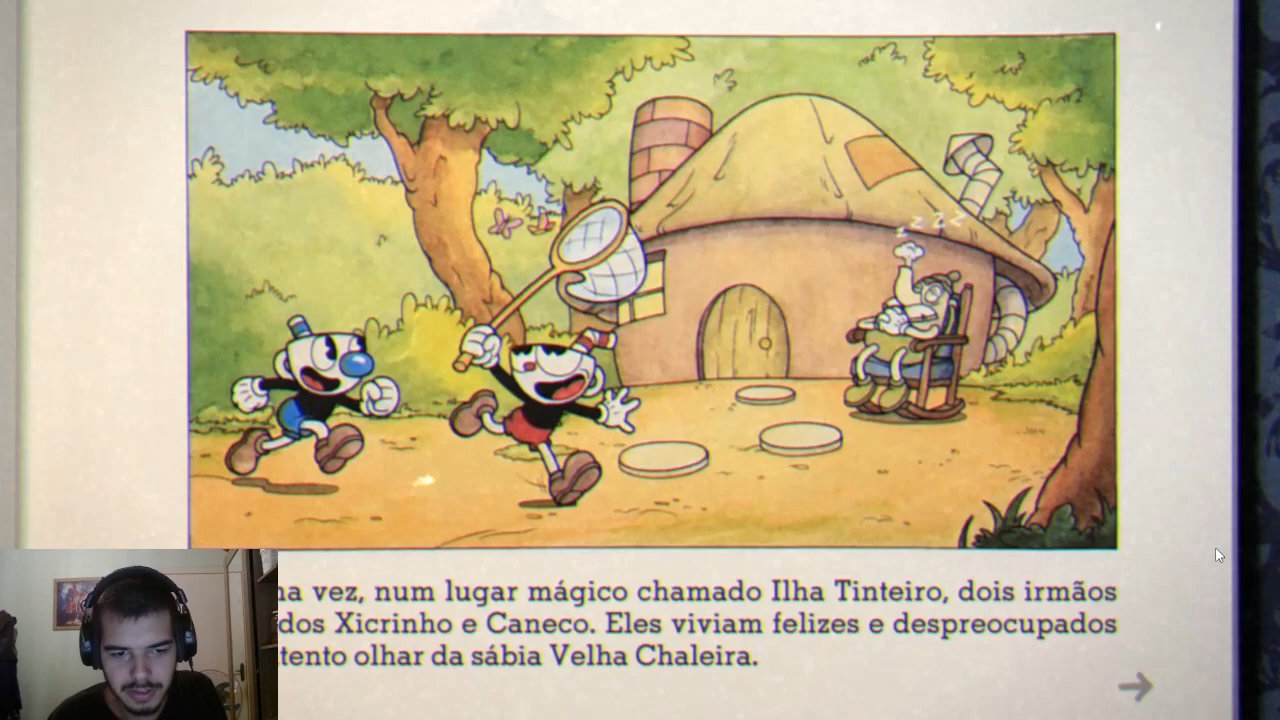 z z z z
na vez, num lugar mágico chamado Ilha Tinteiro, dois irmãos
dos Xicrinho e Caneco. Eles viviam felizes e despreocupados
tento olhar da sábia Velha Chaleira.